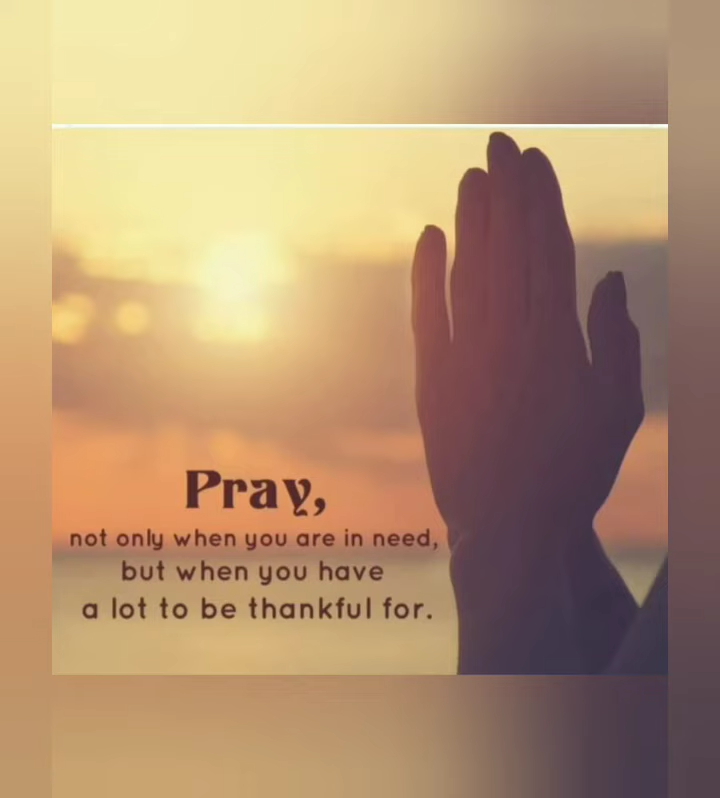 Pray,
not only when you are in need,
but when you have
a lot to be thankful for.